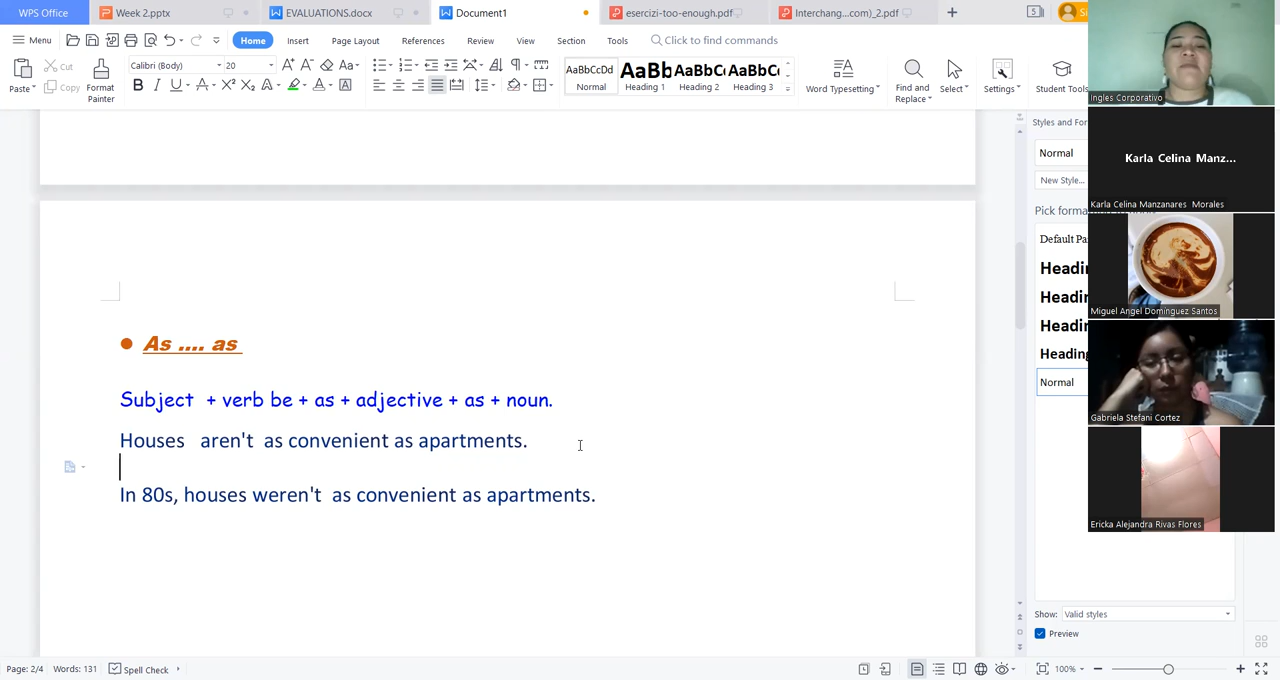 WPS Office Week 2.pptx EVALUATIONS.docx Document1 esercizi-too-enough.pdf Interchang...com)_2.pdf 5 Si
Menu Home Insert Page Layout References Review View Section Tools Click to find commands
Paste Cut Copy Format Painter Calibri (Body) 20 AaBbCcDd Normal AaBb Heading 1 AaBbC Heading 2 AaBbC Heading 3 Word Typesetting Find and Replace Select Settings Student Tools
Ingles Corporativo
Styles and For
Karla Celina Manz...
Normal
New Style...
Karla Celina Manzanares Morales
Pick forma
Default Pa
Headin
Headin
Miguel Angel Dominguez Santos
Headin
As .... as
Heading
Normal
Subject + verb be + as + adjective + as + noun.
Gabriela Stefani Cortez
Houses aren't as convenient as apartments.
In 80s, houses weren't as convenient as apartments.
Ericka Alejandra Rivas Flores
Show: Valid styles
Preview
Page: 2/4 Words: 131 Spell Check 100%